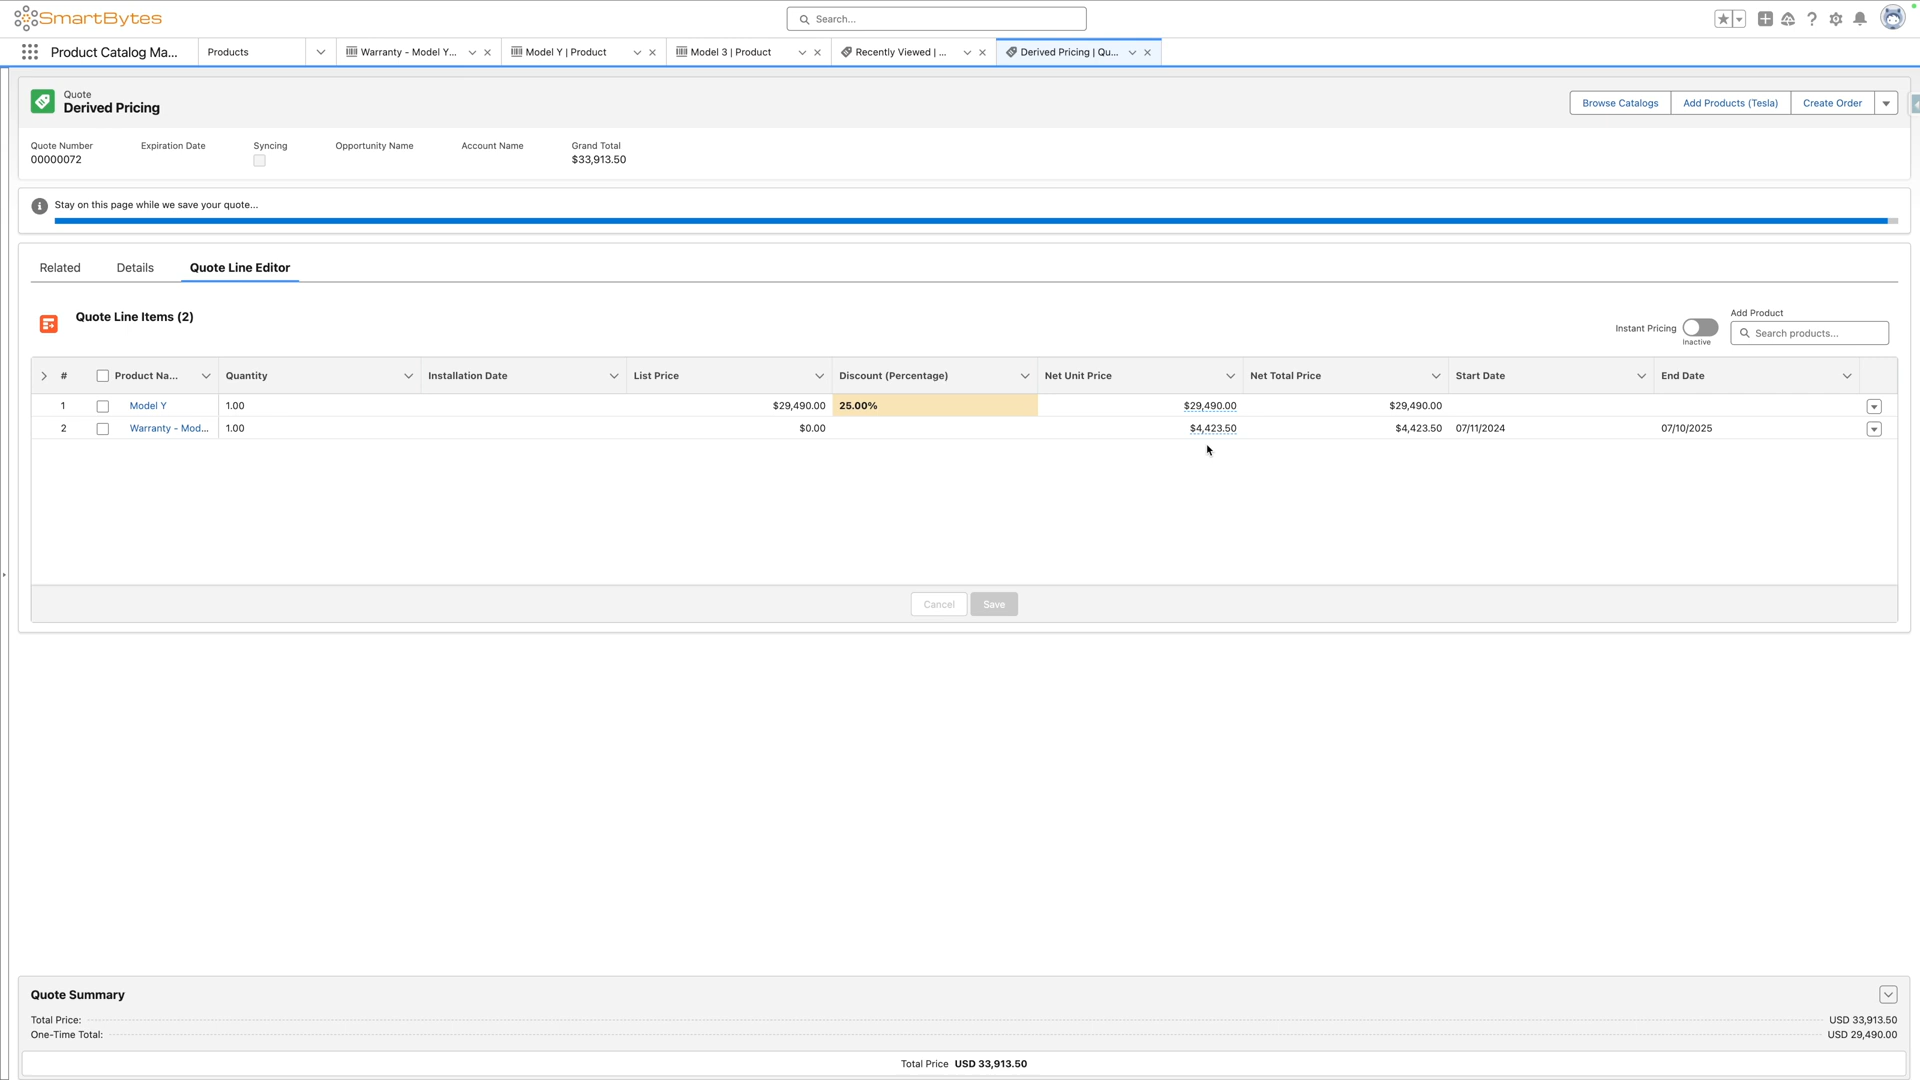 SmartBytes
Search...
Product Catalog Ma...
Products
Warranty - Model Y...
Model Y | Product
Model 3 | Product
Recently Viewed | ...
Derived Pricing | Qu...
Quote
Derived Pricing
Browse Catalogs
Add Products (Tesla)
Create Order
Quote Number
Expiration Date
Syncing
Opportunity Name
Account Name
Grand Total
00000072
$33,913.50
Stay on this page while we save your quote...
Related
Details
Quote Line Editor
Quote Line Items (2)
Instant Pricing
Inactive
Add Product
Search products...
# Product Na... Quantity Installation Date List Price Discount (Percentage) Net Unit Price Net Total Price Start Date End Date
1 Model Y 1.00 $29,490.00 25.00% $29,490.00 $29,490.00
2 Warranty - Mod... 1.00 $0.00 $4,423.50 $4,423.50 07/11/2024 07/10/2025
Cancel
Save
Quote Summary
Total Price: USD 33,913.50
One-Time Total: USD 29,490.00
Total Price USD 33,913.50